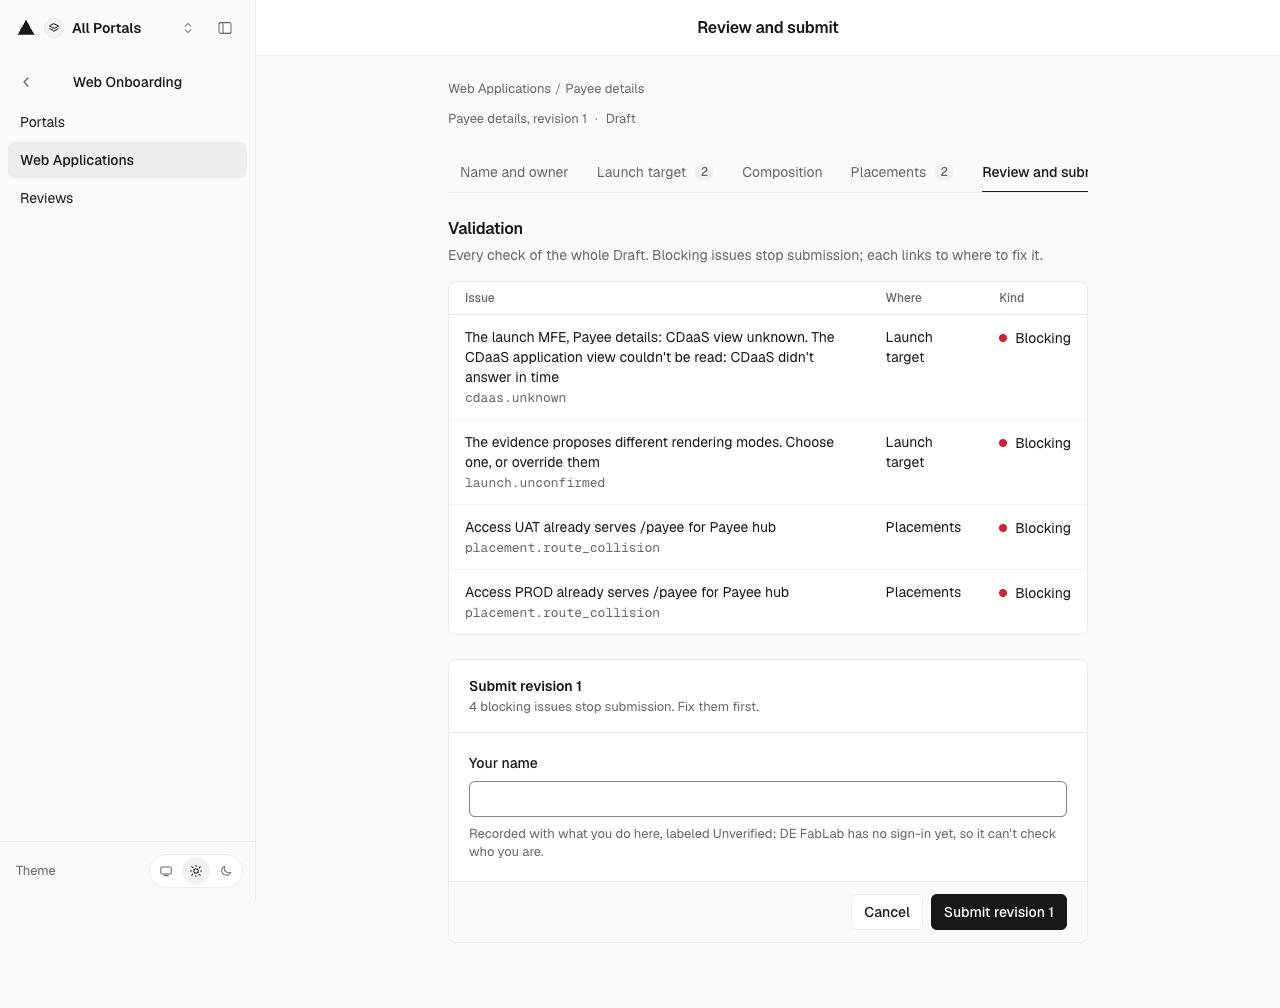 All Portals
Review and submit
Web Onboarding
Portals
Web Applications
Reviews
Theme
Web Applications / Payee details
Payee details, revision 1 · Draft
Name and owner Launch target 2 Composition Placements 2 Review and subm
Validation
Every check of the whole Draft. Blocking issues stop submission; each links to where to fix it.
Issue Where Kind
The launch MFE, Payee details: CDaaS view unknown. The
CDaaS application view couldn't be read: CDaaS didn't
answer in time
cdaas.unknown
Launch
target
Blocking
The evidence proposes different rendering modes. Choose
one, or override them
launch.unconfirmed
Launch
target
Blocking
Access UAT already serves /payee for Payee hub
placement.route_collision
Placements
Blocking
Access PROD already serves /payee for Payee hub
placement.route_collision
Placements
Blocking
Submit revision 1
4 blocking issues stop submission. Fix them first.
Your name
Recorded with what you do here, labeled Unverified: DE FabLab has no sign-in yet, so it can't check
who you are.
Cancel Submit revision 1